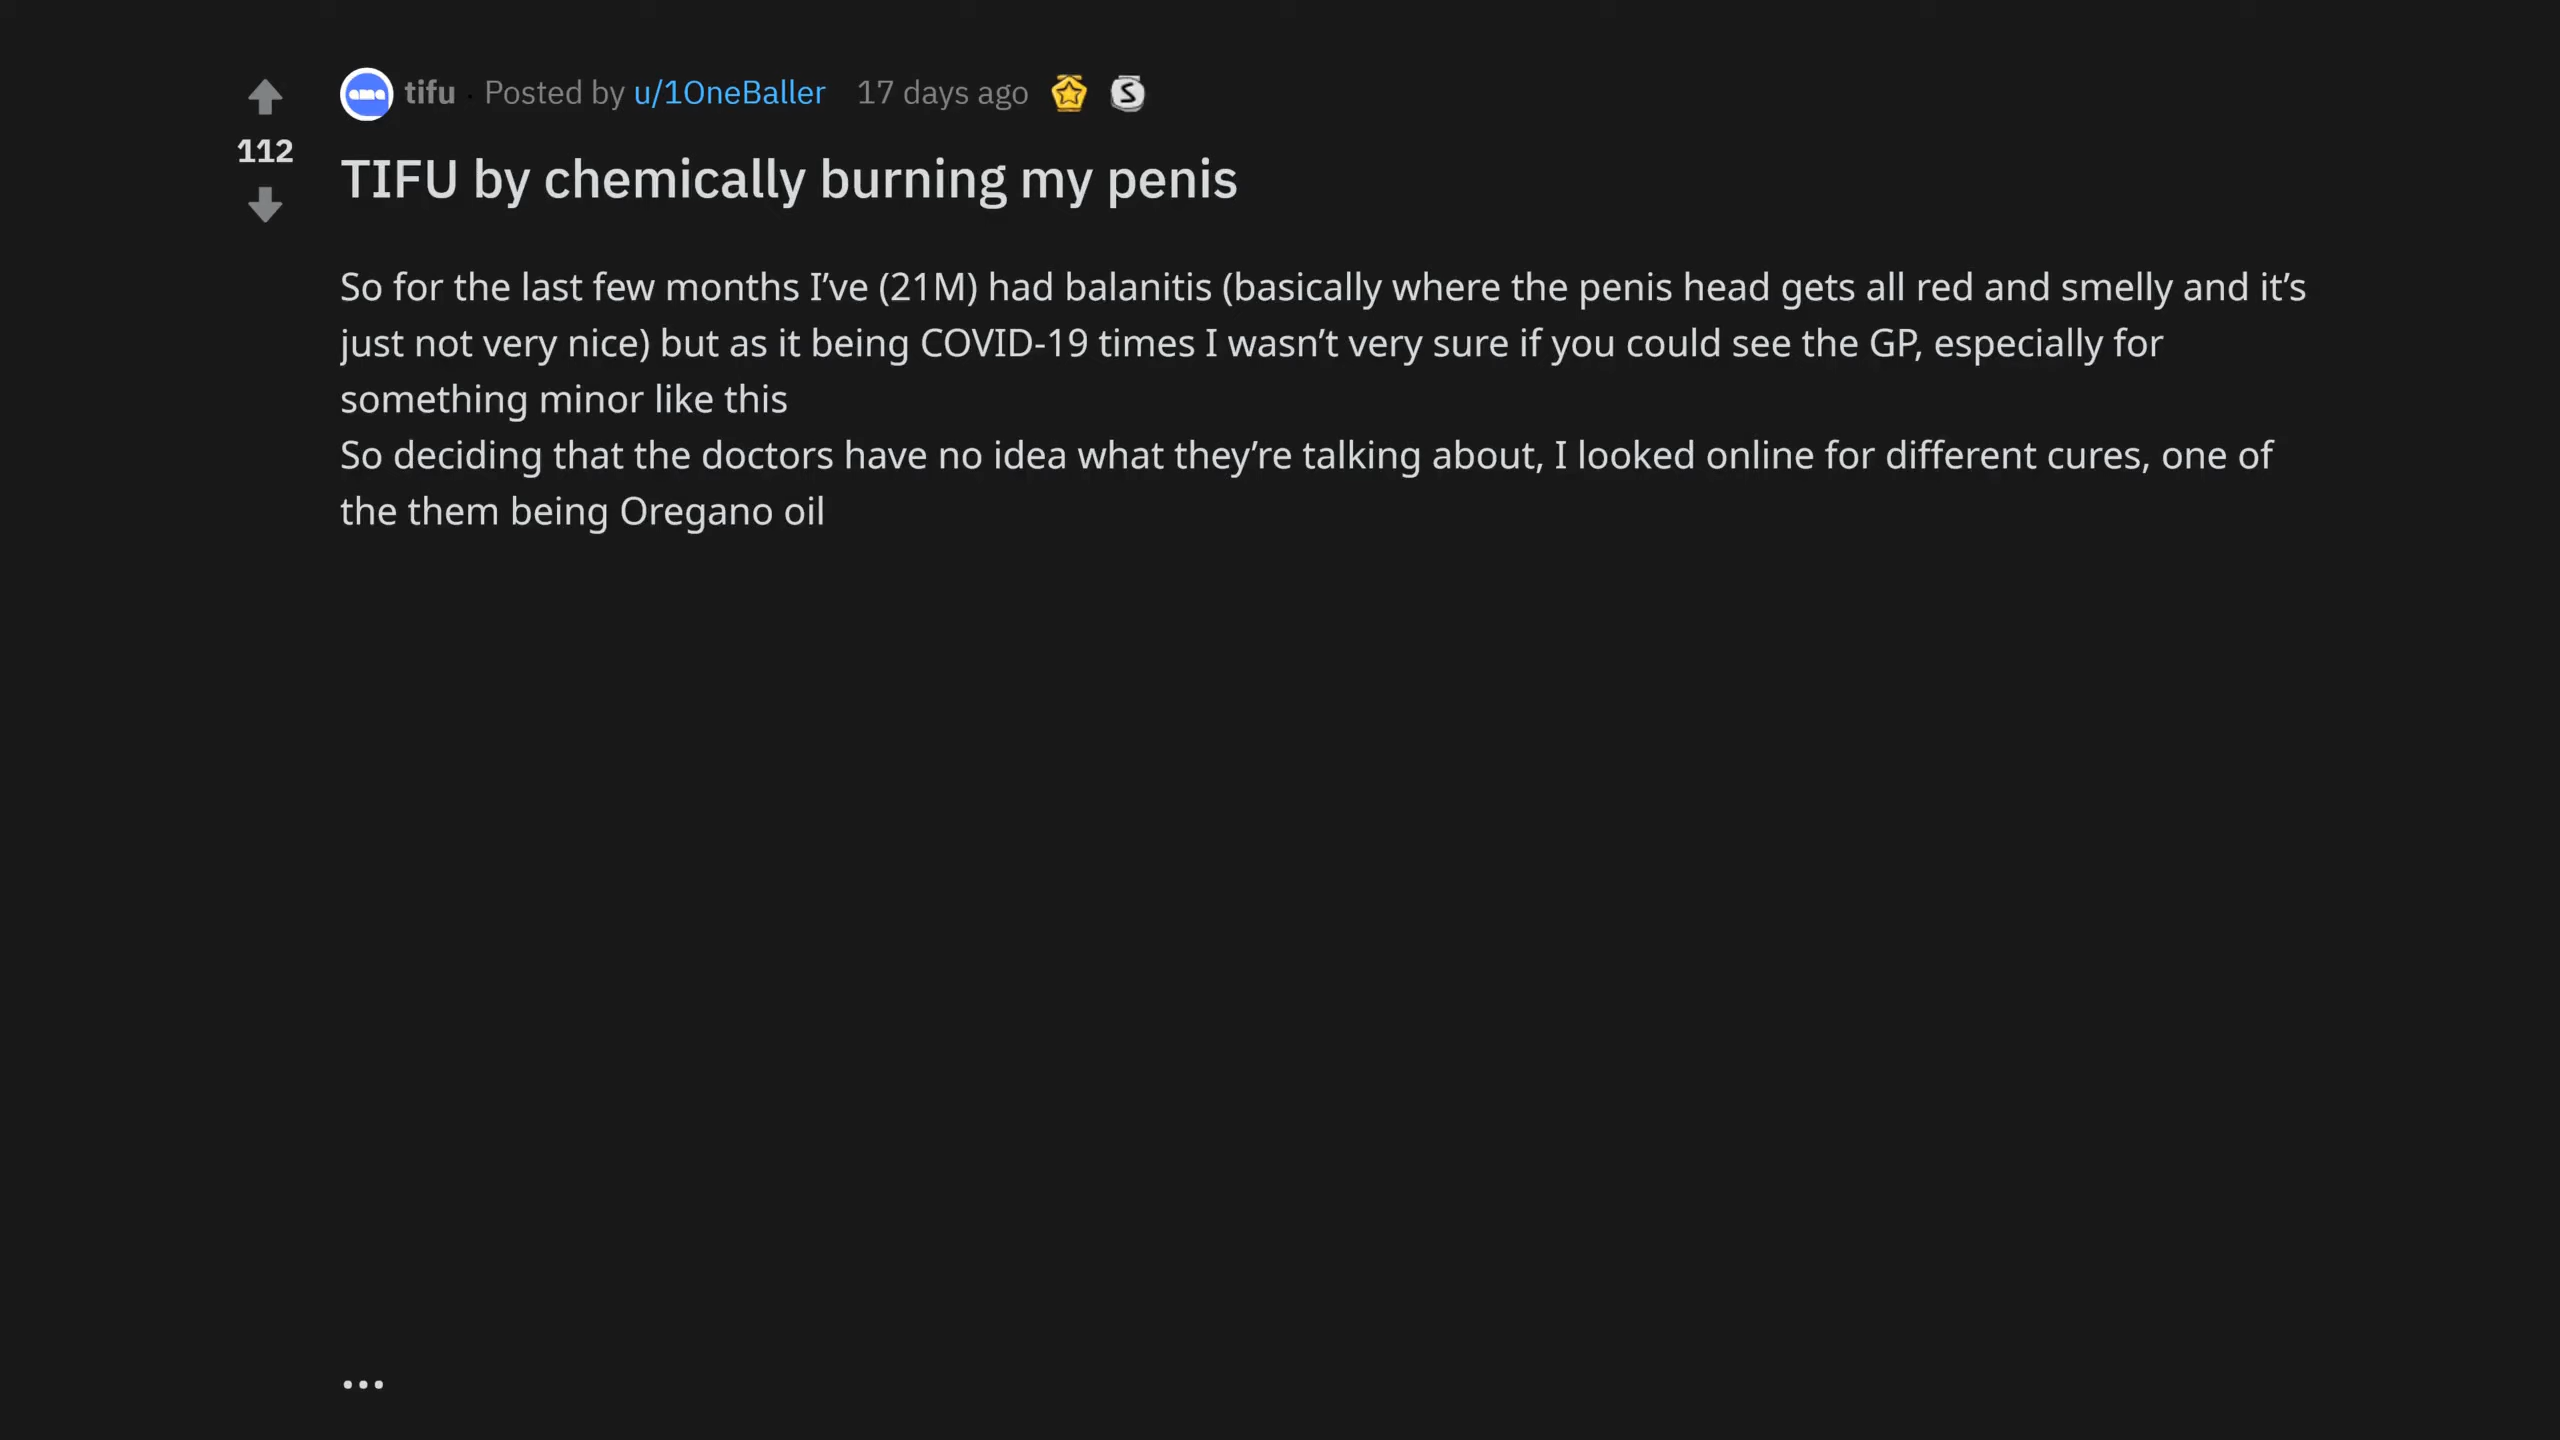 tifu · Posted by u/1OneBaller 17 days ago
112
TIFU by chemically burning my penis
So for the last few months I’ve (21M) had balanitis (basically where the penis head gets all red and smelly and it’s
just not very nice) but as it being COVID-19 times I wasn’t very sure if you could see the GP, especially for
something minor like this
So deciding that the doctors have no idea what they’re talking about, I looked online for different cures, one of
the them being Oregano oil
...